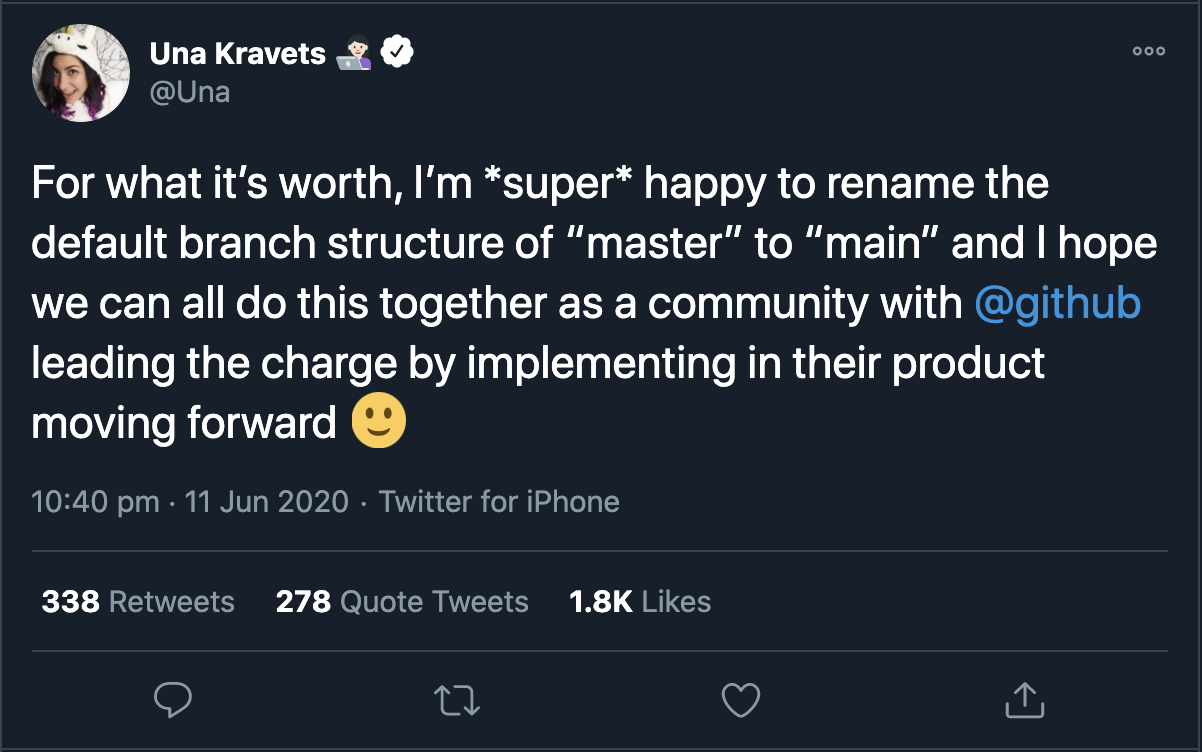 Una Kravets 👩🏻‍💻
@Una
For what it’s worth, I’m *super* happy to rename the
default branch structure of “master” to “main” and I hope
we can all do this together as a community with @github
leading the charge by implementing in their product
moving forward 🙂
10:40 pm · 11 Jun 2020 · Twitter for iPhone
338 Retweets 278 Quote Tweets 1.8K Likes